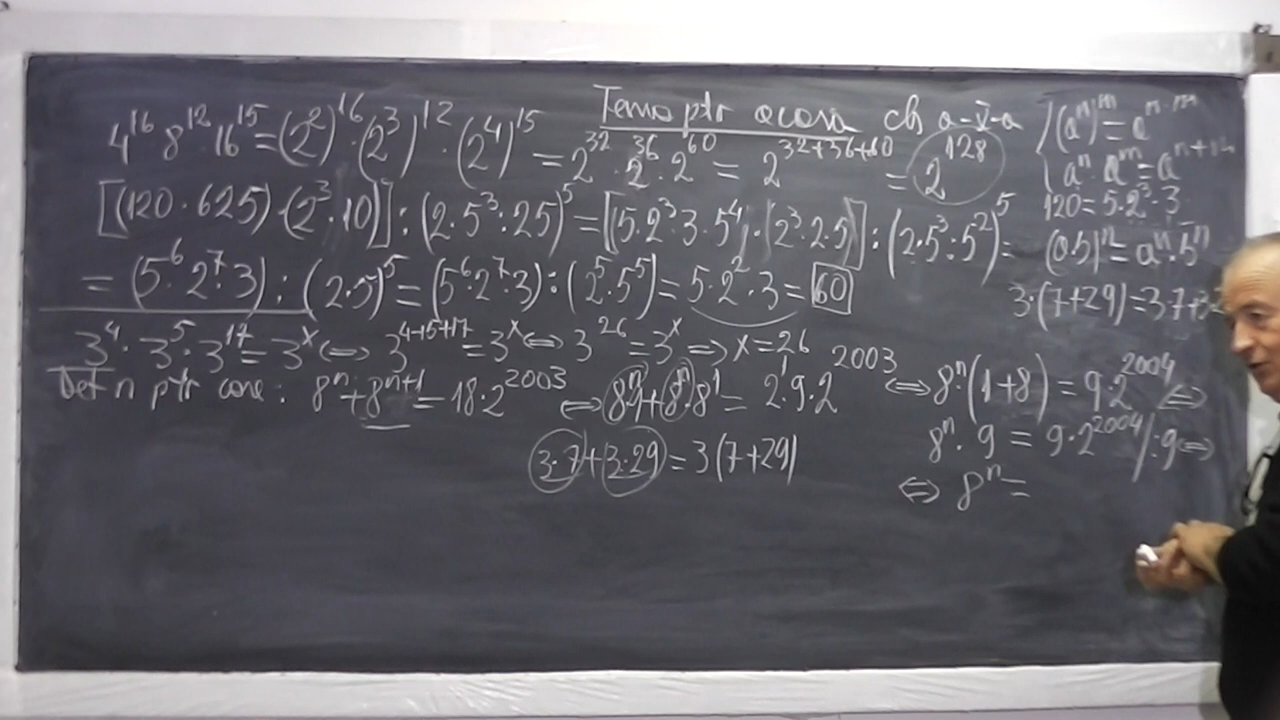 Tema ptr acasa cls a-V-a
4^16 8^12 · 16^15 = (2^2)^16 · (2^3)^12 · (2^4)^15 = 2^32 · 2^36 · 2^60 = 2^(32+36+60) = 2^128
[(120 · 625) · (2^3 · 10)] : (2 · 5^3 : 25)^5 = [(5 · 2^3 · 3 · 5^4) · (2^3 · 2 · 5)] : (2 · 5^3 : 5^2)^5 =
= (5^6 · 2^7 · 3) : (2 · 5)^5 = (5^6 · 2^7 · 3) : (2^5 · 5^5) = 5 · 2^2 · 3 = 60
3^4 · 3^5 · 3^17 = 3^x ⇔ 3^(4+5+17) = 3^x ⇔ 3^26 = 3^x ⇒ x = 26
Det n ptr care : 8^n + 8^(n+1) = 18 · 2^2003 ⇔ 8^n · 1 + 8^n · 8^1 = 2^1 · 9 · 2^2003 ⇔ 8^n · (1+8) = 9 · 2^2004 ⇔
8^n · 9 = 9 · 2^2004 / : 9 ⇔
3·7 + 3·29 = 3(7+29)
⇔ 8^n =
(a^n)^m = a^(n·m)
a^n · a^m = a^(n+m)
120 = 5 · 2^3 · 3
(a·b)^n = a^n · b^n
3 · (7+29) = 3·7+3·